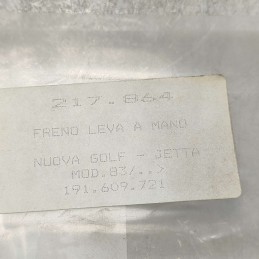 217.864
FRENO LEVA A MANO
NUOVA GOLF - JETTA
MOD.83/..>
191.609.721